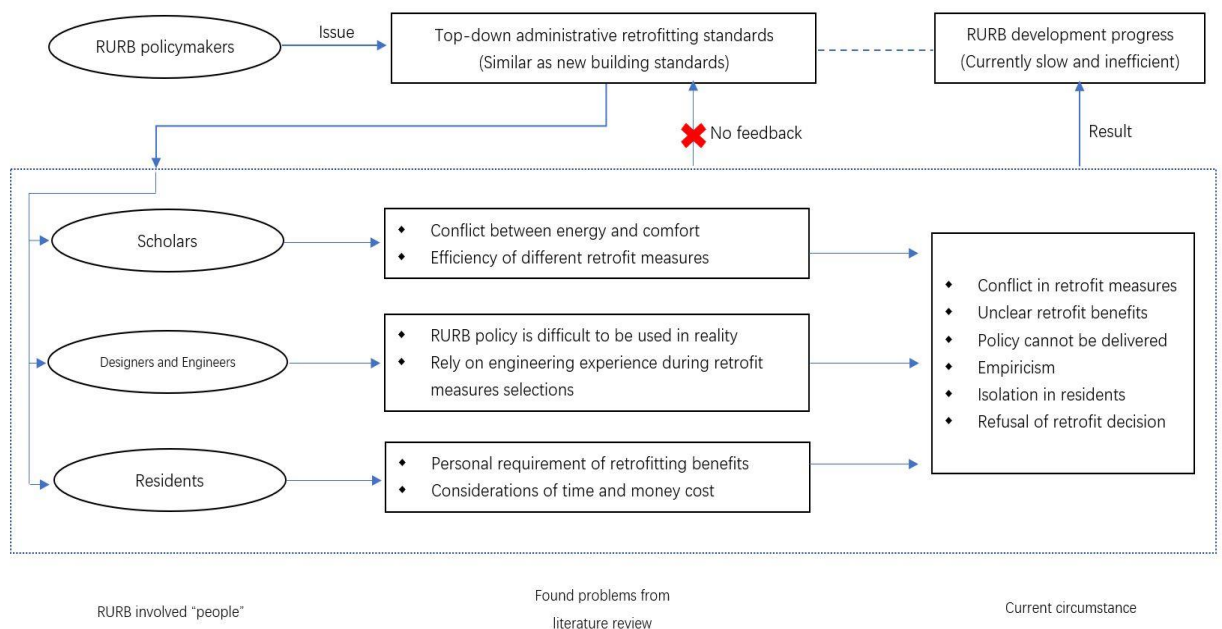 RURB policymakers
Issue
Top-down administrative retrofitting standards
(Similar as new building standards)
RURB development progress
(Currently slow and inefficient)
No feedback
Result
Scholars
◆ Conflict between energy and comfort
◆ Efficiency of different retrofit measures
Designers and Engineers
◆ RURB policy is difficult to be used in reality
◆ Rely on engineering experience during retrofit
measures selections
Residents
◆ Personal requirement of retrofitting benefits
◆ Considerations of time and money cost
◆ Conflict in retrofit measures
◆ Unclear retrofit benefits
◆ Policy cannot be delivered
◆ Empiricism
◆ Isolation in residents
◆ Refusal of retrofit decision
RURB involved “people”
Found problems from
literature review
Current circumstance